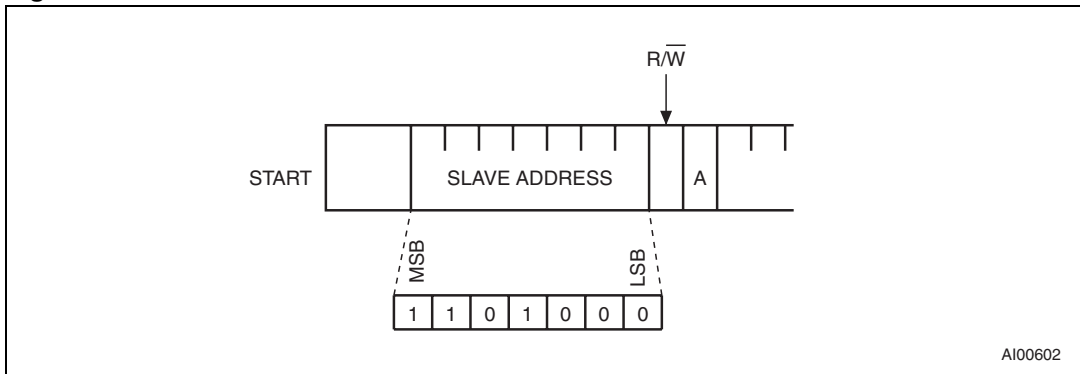 R/W
START
SLAVE ADDRESS
A
MSB
LSB
1 1 0 1 0 0 0
AI00602